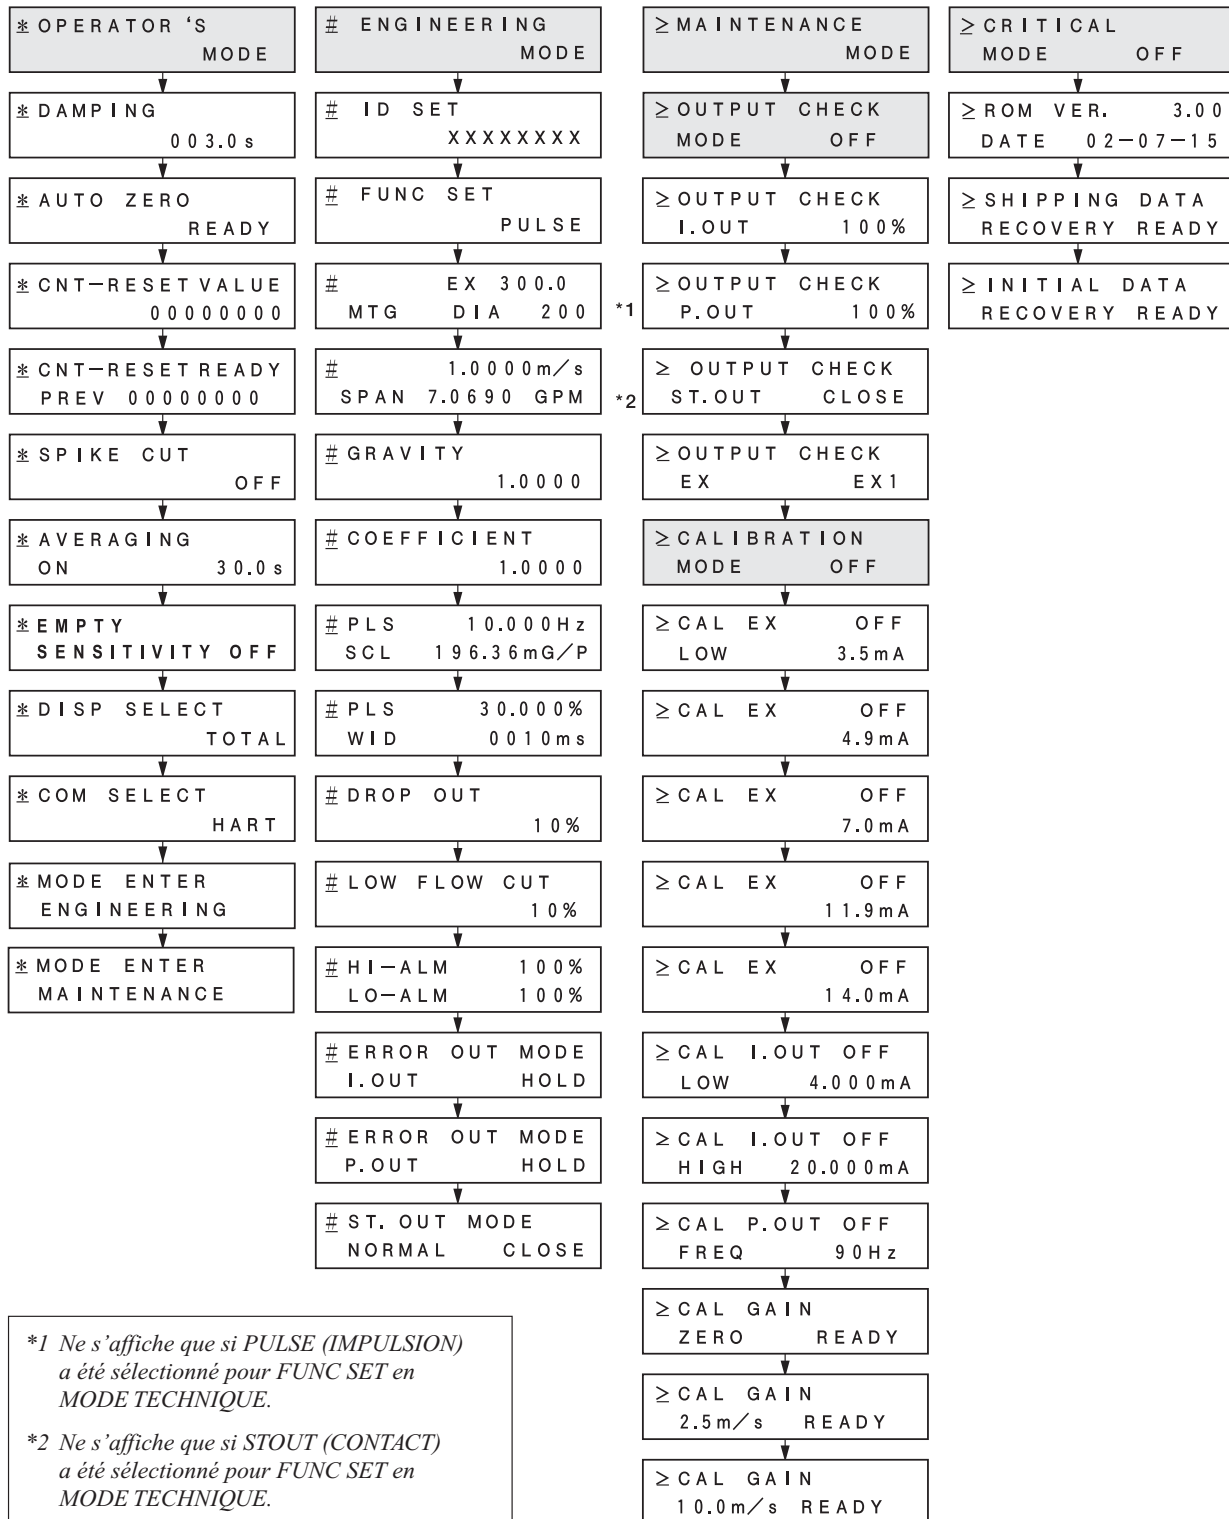 * OPERATOR 'S
MODE
* DAMPING
003.0s
* AUTO ZERO
READY
* CNT-RESET VALUE
00000000
* CNT-RESET READY
PREV 00000000
* SPIKE CUT
OFF
* AVERAGING
ON 30.0s
* EMPTY
SENSITIVITY OFF
* DISP SELECT
TOTAL
* COM SELECT
HART
* MODE ENTER
ENGINEERING
* MODE ENTER
MAINTENANCE
# ENGINEERING
MODE
# ID SET
XXXXXXXX
# FUNC SET
PULSE
# EX 300.0
MTG DIA 200
# 1.0000m/s
SPAN 7.0690 GPM
# GRAVITY
1.0000
# COEFFICIENT
1.0000
# PLS 10.000Hz
SCL 196.36mG/P
# PLS 30.000%
WID 0010ms
# DROP OUT
10%
# LOW FLOW CUT
10%
# HI-ALM 100%
LO-ALM 100%
# ERROR OUT MODE
I.OUT HOLD
# ERROR OUT MODE
P.OUT HOLD
# ST. OUT MODE
NORMAL CLOSE
≥ MAINTENANCE
MODE
≥ OUTPUT CHECK
MODE OFF
≥ OUTPUT CHECK
I.OUT 100%
≥ OUTPUT CHECK
*1 P.OUT 100%
≥ OUTPUT CHECK
*2 ST.OUT CLOSE
≥ OUTPUT CHECK
EX EX1
≥ CALIBRATION
MODE OFF
≥ CAL EX OFF
LOW 3.5mA
≥ CAL EX OFF
4.9mA
≥ CAL EX OFF
7.0mA
≥ CAL EX OFF
11.9mA
≥ CAL EX OFF
14.0mA
≥ CAL I.OUT OFF
LOW 4.000mA
≥ CAL I.OUT OFF
HIGH 20.000mA
≥ CAL P.OUT OFF
FREQ 90Hz
≥ CAL GAIN
ZERO READY
≥ CAL GAIN
2.5m/s READY
≥ CAL GAIN
10.0m/s READY
≥ CRITICAL
MODE OFF
≥ ROM VER. 3.00
DATE 02-07-15
≥ SHIPPING DATA
RECOVERY READY
≥ INITIAL DATA
RECOVERY READY
*1 Ne s'affiche que si PULSE (IMPULSION)
a été sélectionné pour FUNC SET en
MODE TECHNIQUE.
*2 Ne s'affiche que si STOUT (CONTACT)
a été sélectionné pour FUNC SET en
MODE TECHNIQUE.